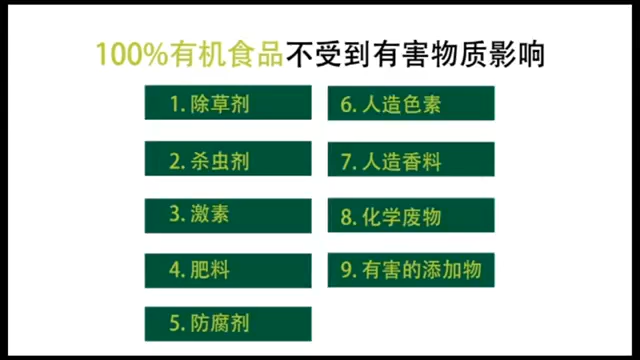 100%有机食品不受到有害物质影响
1. 除草剂
2. 杀虫剂
3. 激素
4. 肥料
5. 防腐剂
6. 人造色素
7. 人造香料
8. 化学废物
9. 有害的添加物